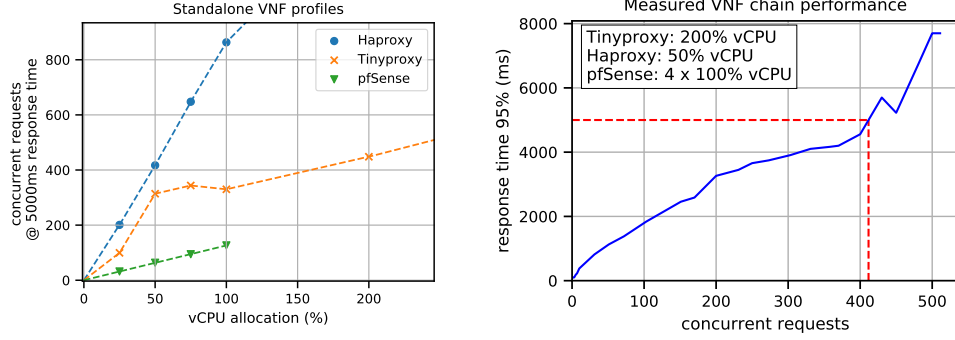 Standalone VNF profiles
concurrent requests
@ 5000ms response time
800
600
400
200
0
Haproxy
Tinyproxy
pfSense
0
50
100
150
200
vCPU allocation (%)
Measured VNF chain performance
response time 95% (ms)
8000
6000
4000
2000
0
Tinyproxy: 200% vCPU
Haproxy: 50% vCPU
pfSense: 4 x 100% vCPU
0
100
200
300
400
500
concurrent requests